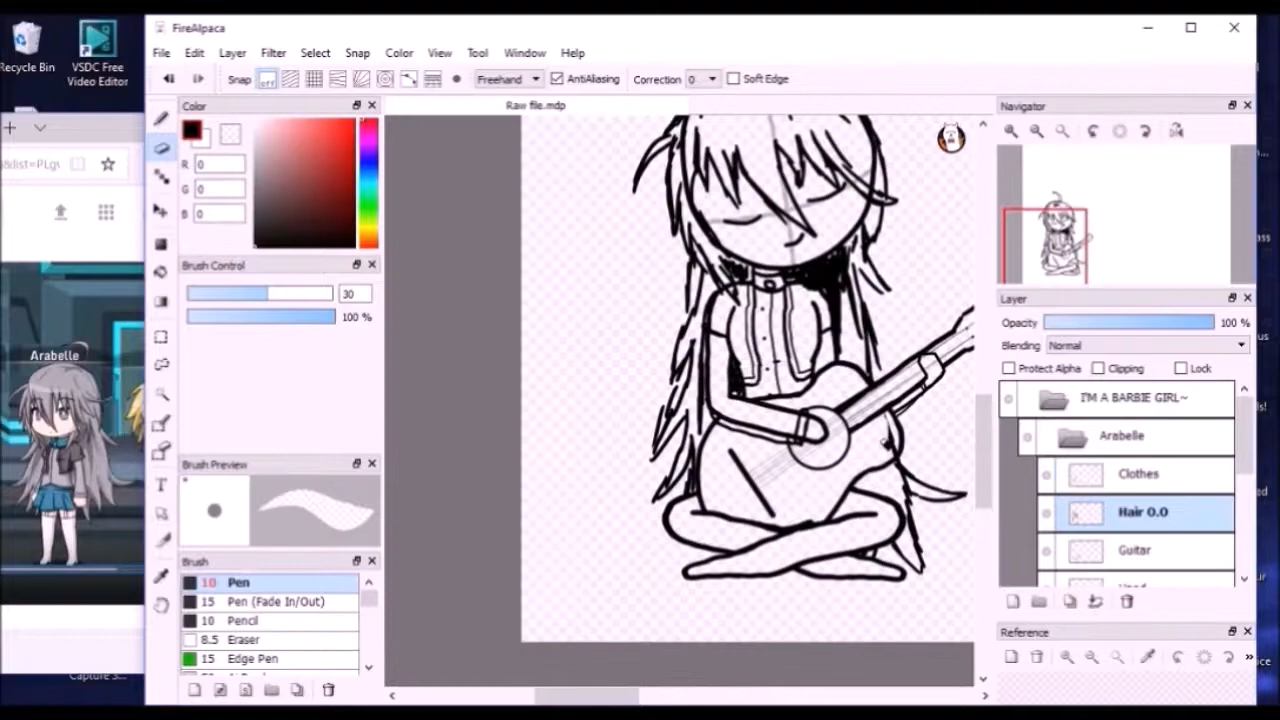 Recycle Bin
VSDC Free
Video Editor
Arabelle
FireAlpaca
File Edit Layer Filter Select Snap Color View Tool Window Help
Snap off Freehand AntiAliasing Correction 0 Soft Edge
Color
R 0
G 0
B 0
Brush Control
30
100 %
Brush Preview
Brush
10 Pen
15 Pen (Fade In/Out)
10 Pencil
8.5 Eraser
15 Edge Pen
Raw file.mdp
Navigator
Layer
Opacity 100 %
Blending Normal
Protect Alpha Clipping Lock
I'M A BARBIE GIRL~
Arabelle
Clothes
Hair 0.0
Guitar
Reference